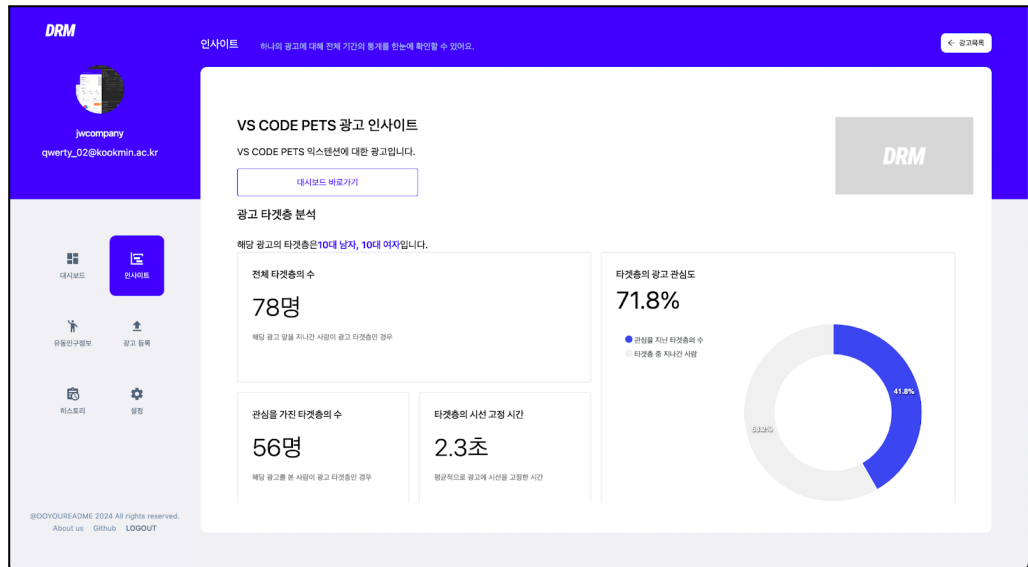 DRM
jwcompany
qwerty_02@kookmin.ac.kr
대시보드
인사이트
유동인구정보
광고 등록
히스토리
설정
@DOYOUREADME 2024 All rights reserved.
About us Github LOGOUT
인사이트
하나의 광고에 대해 전체 기간의 통계를 한눈에 확인할 수 있어요.
← 광고목록
VS CODE PETS 광고 인사이트
VS CODE PETS 익스텐션에 대한 광고입니다.
대시보드 바로가기
DRM
광고 타겟층 분석
해당 광고의 타겟층은10대 남자, 10대 여자입니다.
전체 타겟층의 수
78명
해당 광고 앞을 지나간 사람이 광고 타겟층인 경우
관심을 가진 타겟층의 수
56명
해당 광고를 본 사람이 광고 타겟층인 경우
타겟층의 시선 고정 시간
2.3초
평균적으로 광고에 시선을 고정한 시간
타겟층의 광고 관심도
71.8%
관심을 지닌 타겟층의 수
타겟층 중 지나간 사람
41.8%
58.2%